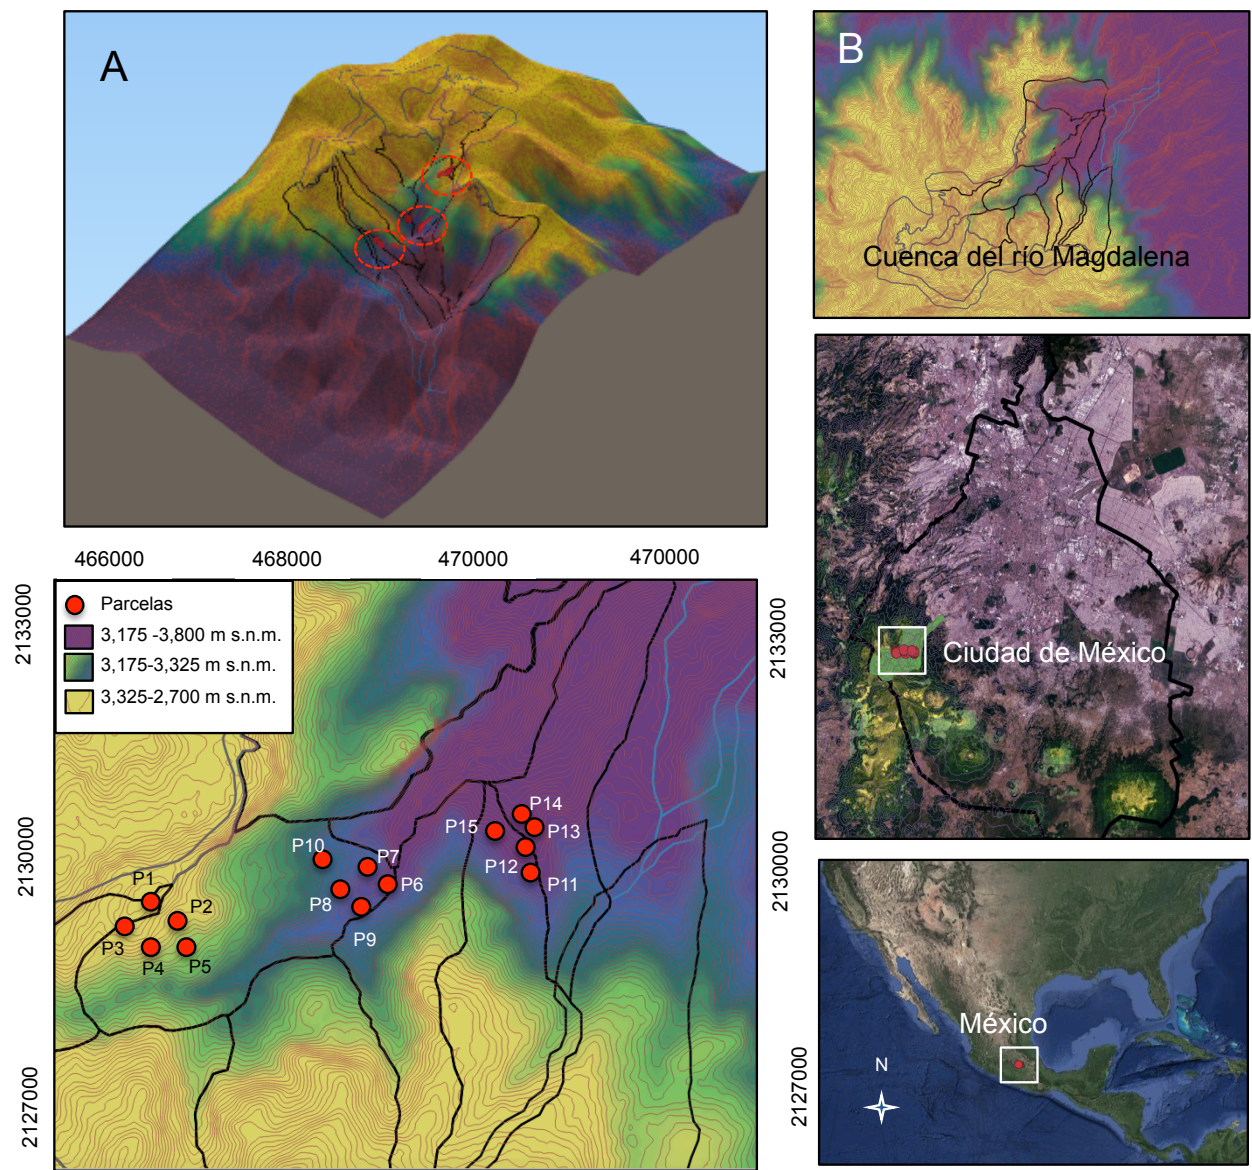 A
B
Cuenca del río Magdalena
466000 468000 470000 470000
2133000
2130000
2127000
Parcelas
3,175 -3,800 m s.n.m.
3,175-3,325 m s.n.m.
3,325-2,700 m s.n.m.
P14
P15
P13
P12
P11
P10
P7
P6
P8
P9
P1
P2
P3
P4
P5
2133000
2130000
2127000
Ciudad de México
México
N